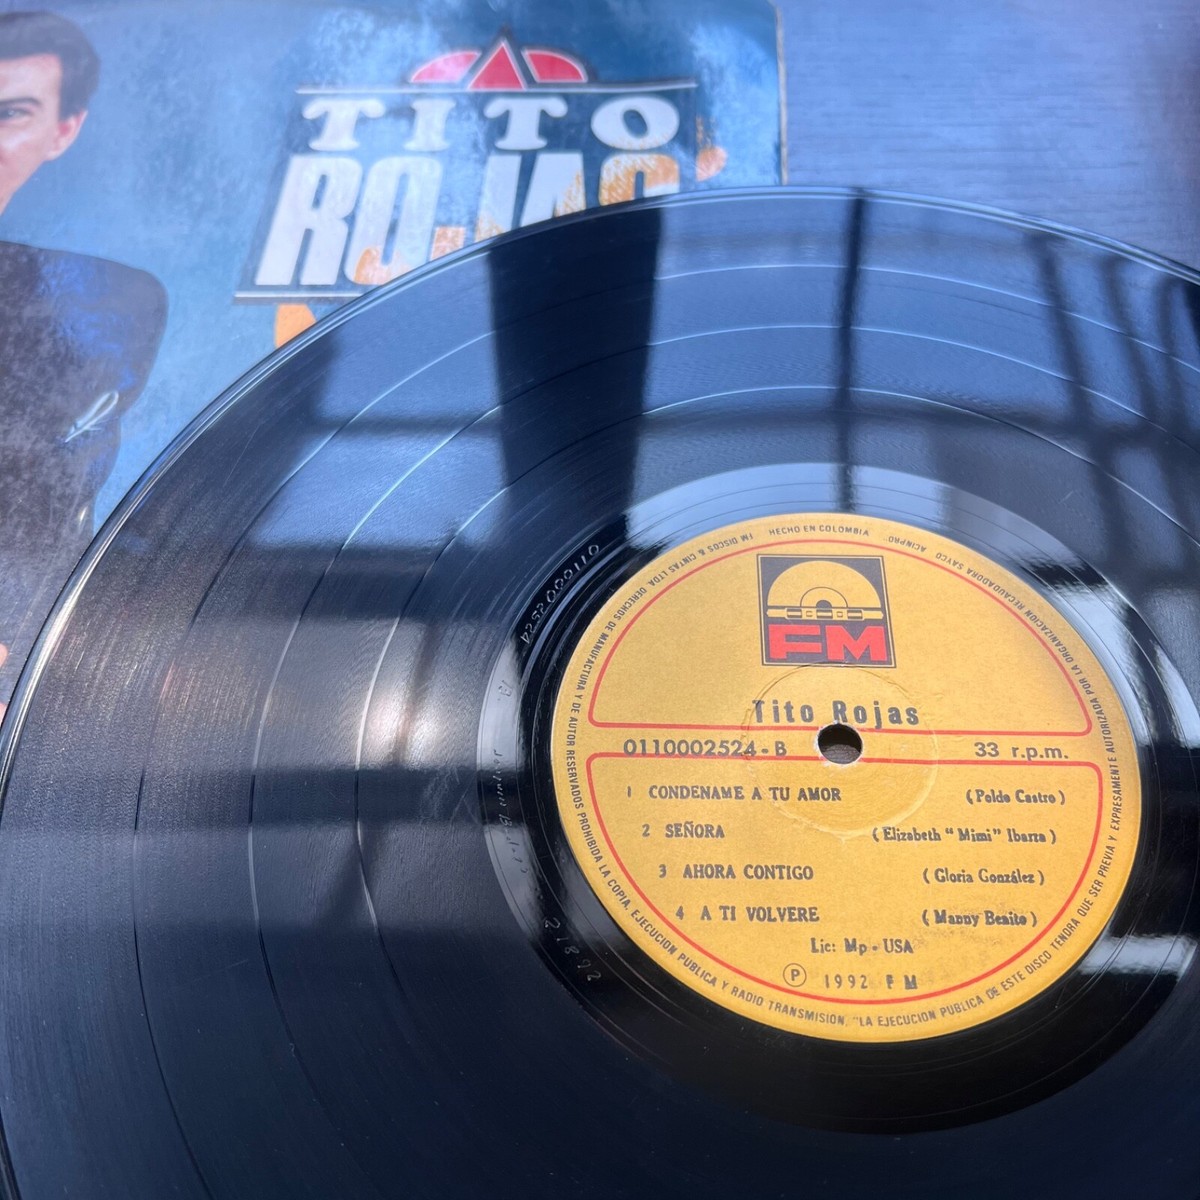 TITO
ROJAS
HECHO EN COLOMBIA
FM DISCOS & CINTAS LTDA. DERECHOS DE MANUFACTURA Y DE AUTOR RESERVADOS PROHIBIDA LA COPIA, EJECUCION PUBLICA Y RADIO TRANSMISION. "LA EJECUCION PUBLICA DE ESTE DISCO TENDRA QUE SER PREVIA Y EXPRESAMENTE AUTORIZADA POR LA ORGANIZACION RECAUDADORA SAYCO ACINPRO".
FM
Tito Rojas
0110002524-B
33 r.p.m.
1 CONDENAME A TU AMOR (Poldo Castro)
2 SEÑORA (Elizabeth "Mimi" Ibarra)
3 AHORA CONTIGO (Gloria González)
4 A TI VOLVERE (Manny Benito)
Lic: Mp - USA
Ⓟ 1992 FM
0110002524
21892